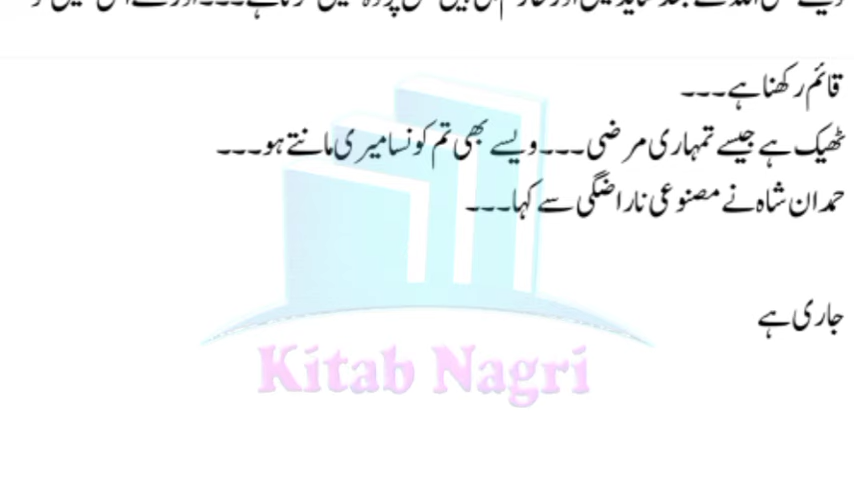 قائم رکھنا ہے۔۔۔
ٹھیک ہے جیسے تمہاری مرضی۔۔۔ ویسے بھی تم کونسا میری مانتے ہو۔۔۔
حمدان شاہ نے مصنوعی ناراضگی سے کہا۔۔۔
جاری ہے
Kitab Nagri